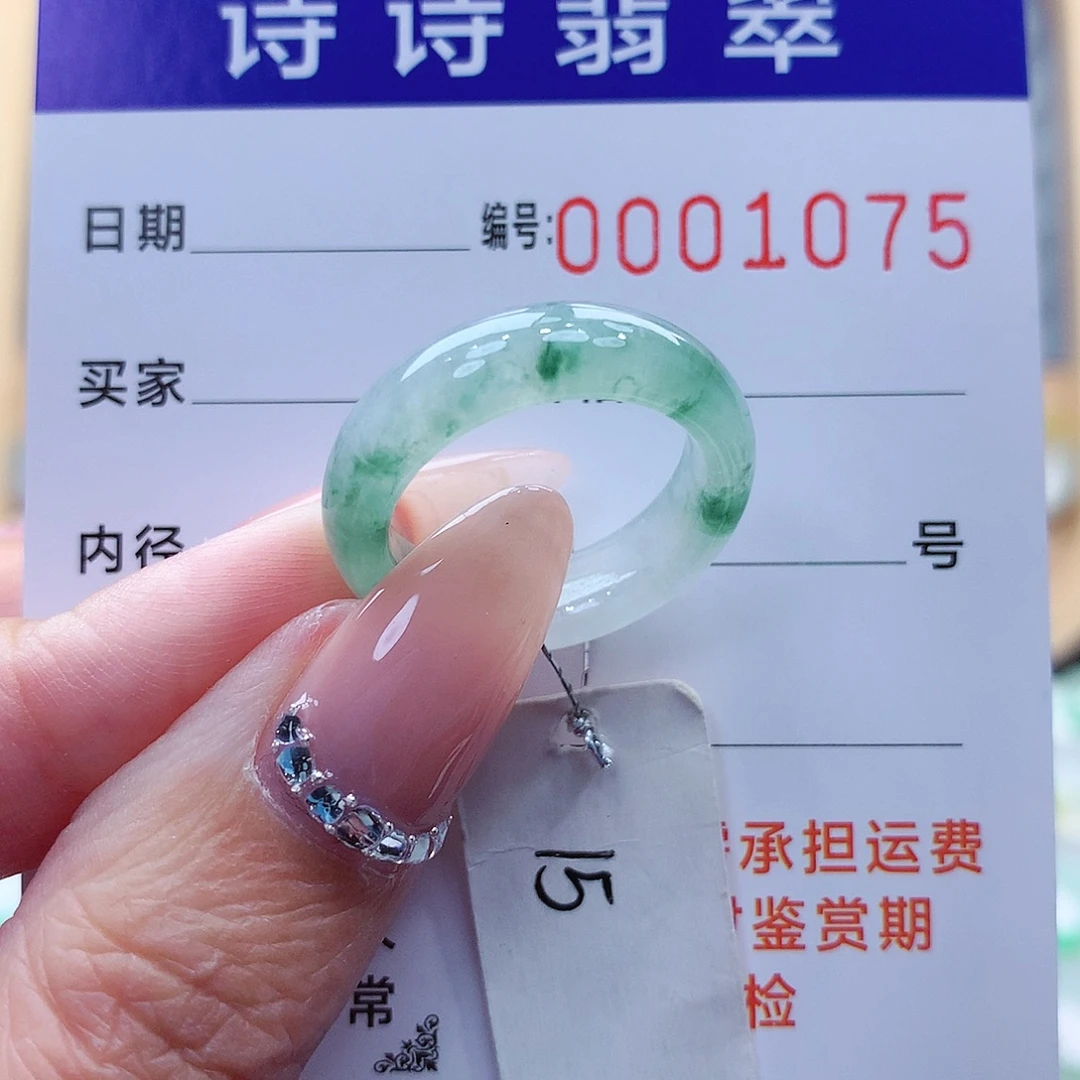 诗诗翡翠
日期 编号:0001075
买家
内径 号
15
承担运费
鉴赏期
检
常